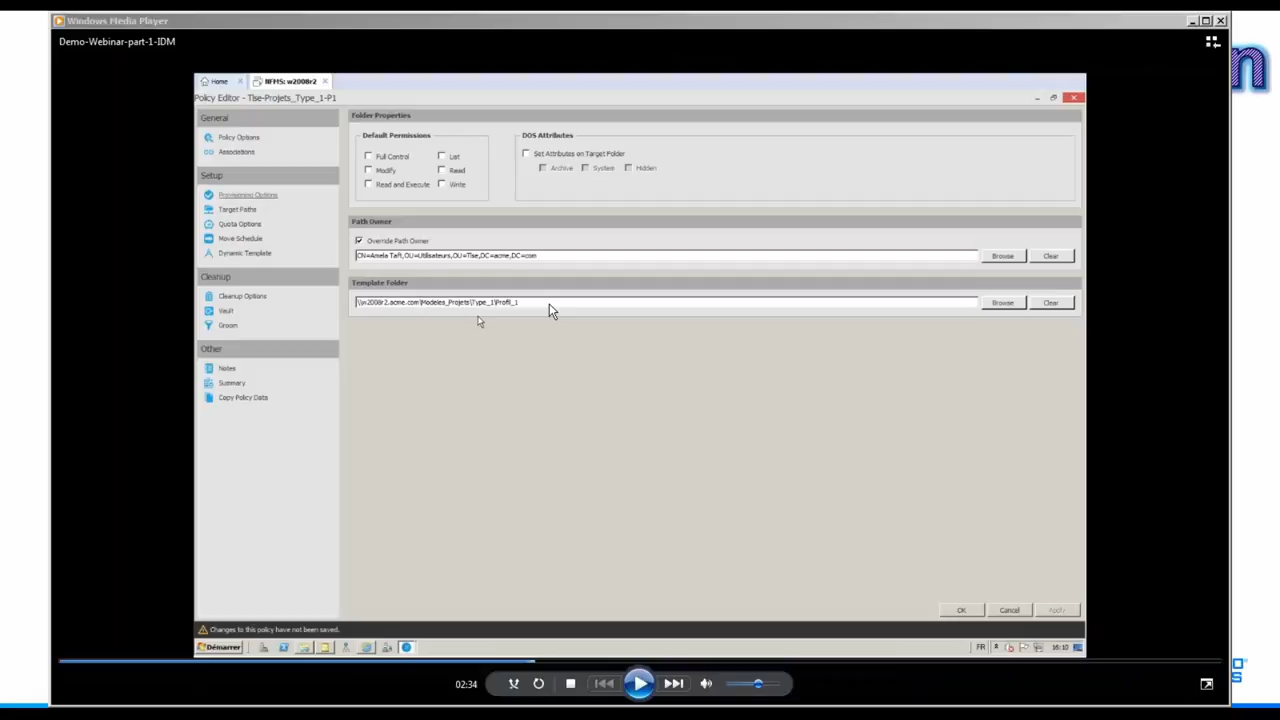 Windows Media Player
Demo-Webinar-part-1-IDM
Home NFMS: w2008r2
Policy Editor - Tlse-Projets_Type_1-P1
General
Policy Options
Associations
Setup
Provisioning Options
Target Paths
Quota Options
Move Schedule
Dynamic Template
Cleanup
Cleanup Options
Vault
Groom
Other
Notes
Summary
Copy Policy Data
Folder Properties
Default Permissions
Full Control List
Modify Read
Read and Execute Write
DOS Attributes
Set Attributes on Target Folder
Archive System Hidden
Path Owner
Override Path Owner
CN=Amela Taft,OU=Utilisateurs,OU=Tlse,DC=acme,DC=com Browse Clear
Template Folder
\\w2008r2.acme.com\Modeles_Projets\Type_1\Profil_1 Browse Clear
OK Cancel Apply
Changes to this policy have not been saved.
Démarrer FR 16:10
02:34